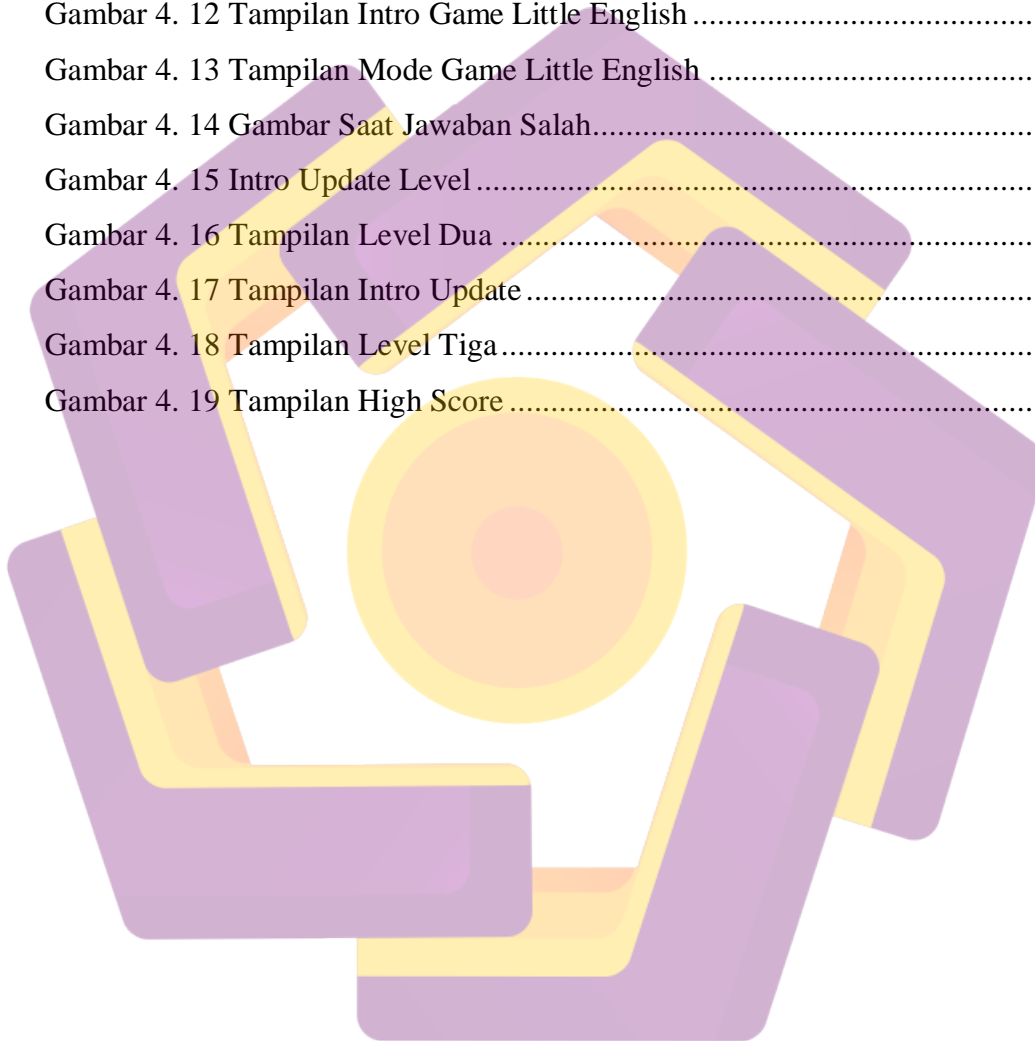 Gambar 4. 12 Tampilan Intro Game Little English ......................................
Gambar 4. 13 Tampilan Mode Game Little English ....................................
Gambar 4. 14 Gambar Saat Jawaban Salah..................................................
Gambar 4. 15 Intro Update Level ................................................................
Gambar 4. 16 Tampilan Level Dua .............................................................
Gambar 4. 17 Tampilan Intro Update ..........................................................
Gambar 4. 18 Tampilan Level Tiga .............................................................
Gambar 4. 19 Tampilan High Score ............................................................